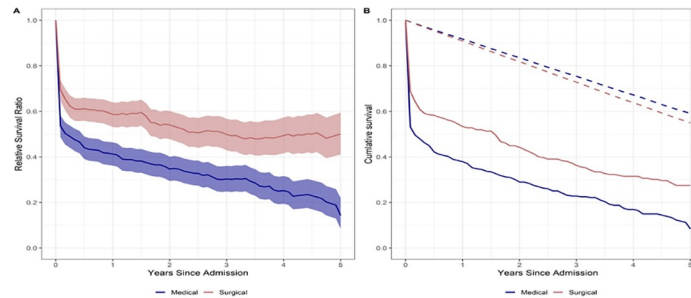 A
B
Relative Survival Ratio
1.0
0.8
0.6
0.4
0.2
0.0
0
1
2
3
4
5
Years Since Admission
Medical
Surgical
Cumlative survival
1.0
0.8
0.6
0.4
0.2
0.0
0
1
2
3
4
5
Years Since Admission
Medical
Surgical